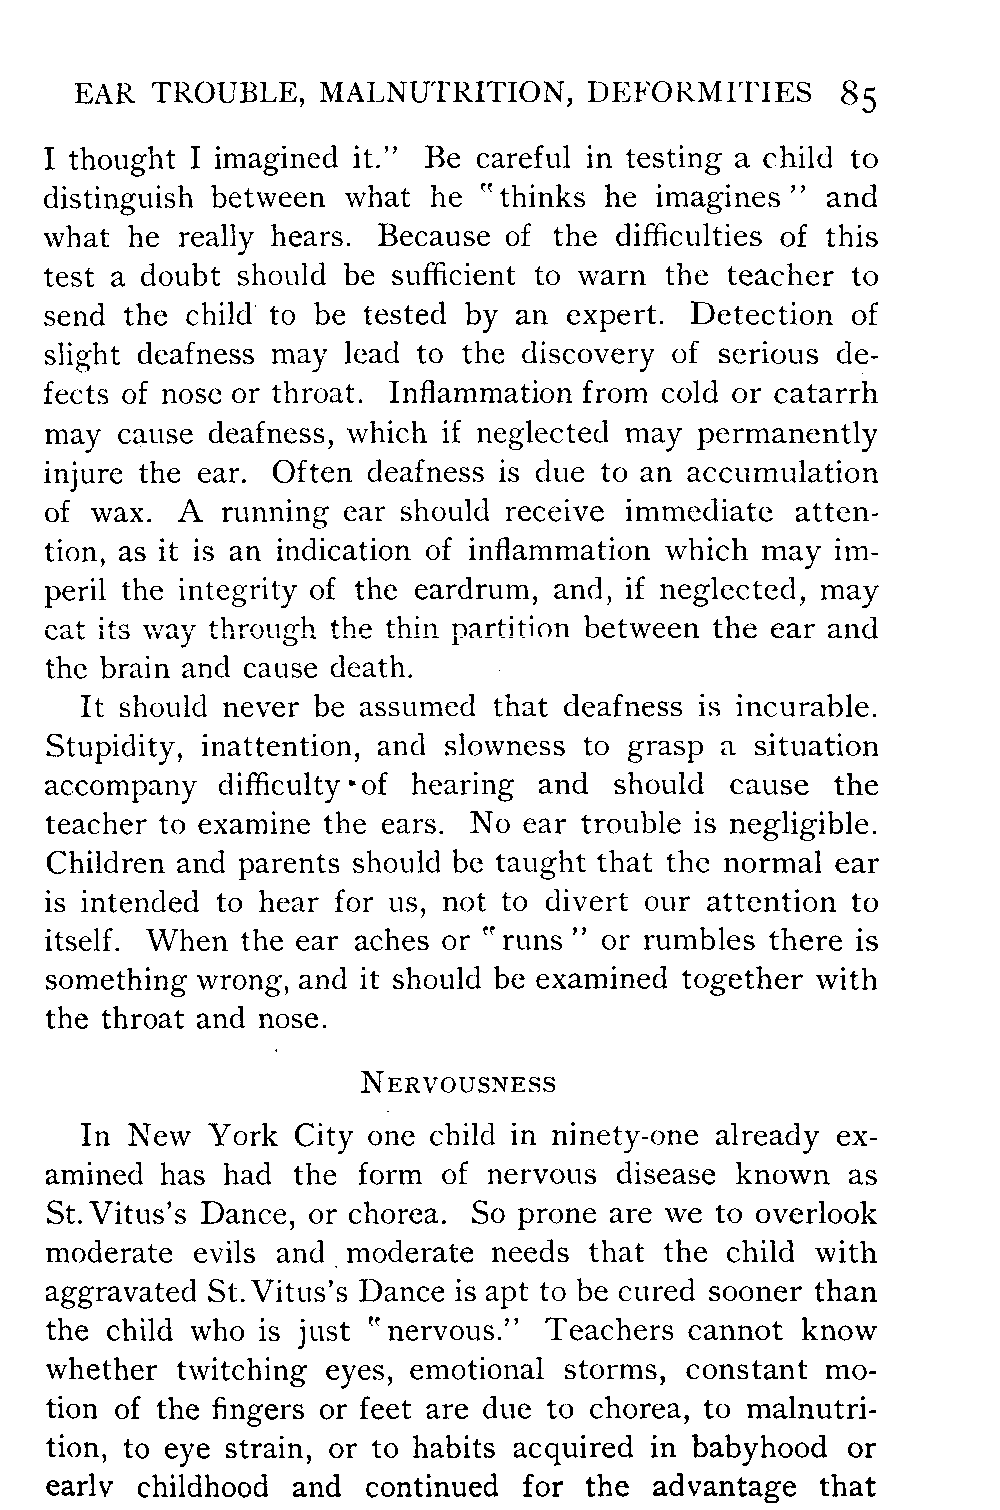 EAR TROUBLE, MALNUTRITION, DEFORMITIES 85
I thought I imagined it.” Be careful in testing a child to
distinguish between what he “thinks he imagines” and
what he really hears. Because of the difficulties of this
test a doubt should be sufficient to warn the teacher to
send the child to be tested by an expert. Detection of
slight deafness may lead to the discovery of serious de-
fects of nose or throat. Inflammation from cold or catarrh
may cause deafness, which if neglected may permanently
injure the ear. Often deafness is due to an accumulation
of wax. A running ear should receive immediate atten-
tion, as it is an indication of inflammation which may im-
peril the integrity of the eardrum, and, if neglected, may
eat its way through the thin partition between the ear and
the brain and cause death.
It should never be assumed that deafness is incurable.
Stupidity, inattention, and slowness to grasp a situation
accompany difficulty of hearing and should cause the
teacher to examine the ears. No ear trouble is negligible.
Children and parents should be taught that the normal ear
is intended to hear for us, not to divert our attention to
itself. When the ear aches or “runs” or rumbles there is
something wrong, and it should be examined together with
the throat and nose.
NERVOUSNESS
In New York City one child in ninety-one already ex-
amined has had the form of nervous disease known as
St. Vitus’s Dance, or chorea. So prone are we to overlook
moderate evils and moderate needs that the child with
aggravated St. Vitus’s Dance is apt to be cured sooner than
the child who is just “nervous.” Teachers cannot know
whether twitching eyes, emotional storms, constant mo-
tion of the fingers or feet are due to chorea, to malnutri-
tion, to eye strain, or to habits acquired in babyhood or
early childhood and continued for the advantage that